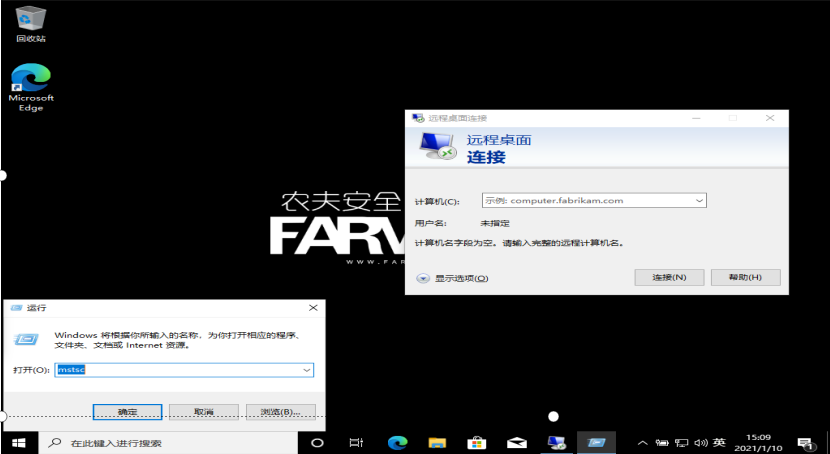 回收站
Microsoft
Edge
远程桌面连接
远程桌面
连接
计算机(C):
示例: computer.fabrikam.com
用户名:
未指定
计算机名字段为空。请输入完整的远程计算机名。
显示选项(O)
连接(N)
帮助(H)
农夫安全
FARV
WWW.FAR
运行
Windows 将根据你所输入的名称，为你打开相应的程序、
文件夹、文档或 Internet 资源。
打开(O):
mstsc
确定
取消
浏览(B)...
在此键入进行搜索
英
15:09
2021/1/10
1